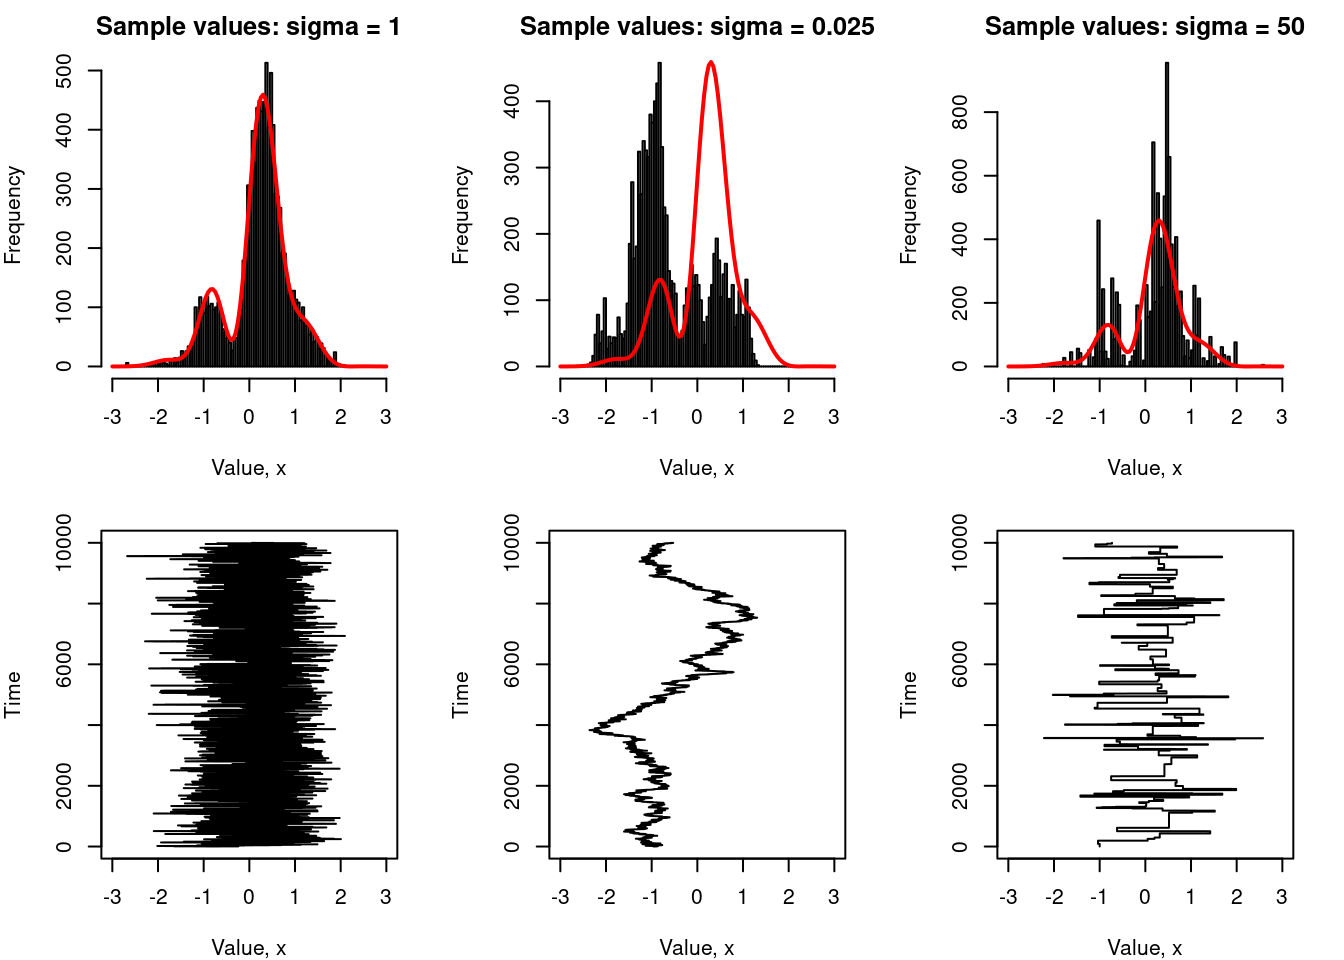 Sample values: sigma = 1
Frequency
0 100 200 300 400 500
-3 -2 -1 0 1 2 3
Value, x
Sample values: sigma = 0.025
Frequency
0 100 200 300 400
-3 -2 -1 0 1 2 3
Value, x
Sample values: sigma = 50
Frequency
0 200 400 600 800
-3 -2 -1 0 1 2 3
Value, x
Time
0 2000 6000 10000
-3 -2 -1 0 1 2 3
Value, x
Time
0 2000 6000 10000
-3 -2 -1 0 1 2 3
Value, x
Time
0 2000 6000 10000
-3 -2 -1 0 1 2 3
Value, x